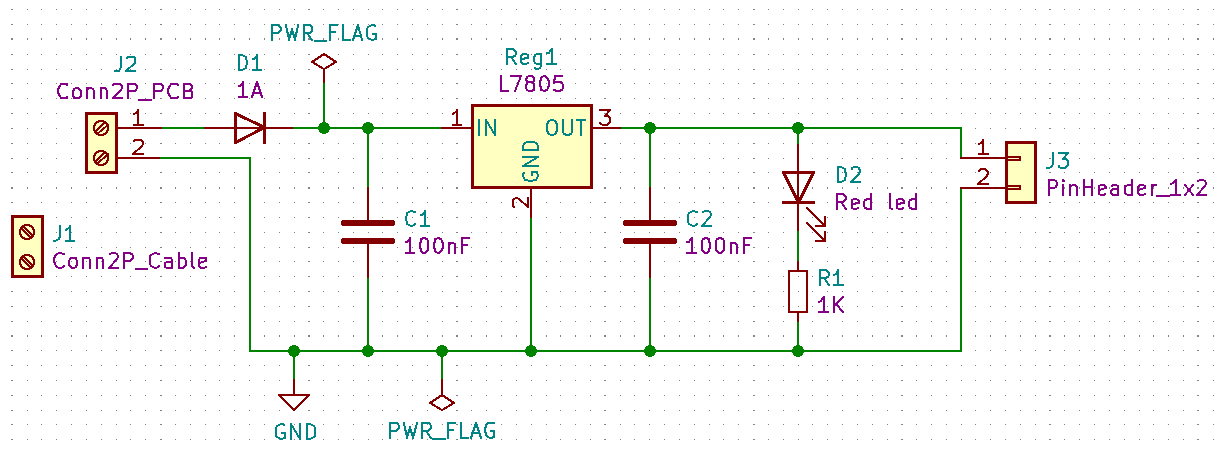 PWR_FLAG
J2
Conn2P_PCB
1
2
D1
1A
Reg1
L7805
1
IN
OUT
3
GND
2
J1
Conn2P_Cable
C1
100nF
C2
100nF
D2
Red led
R1
1K
1
2
J3
PinHeader_1x2
GND
PWR_FLAG